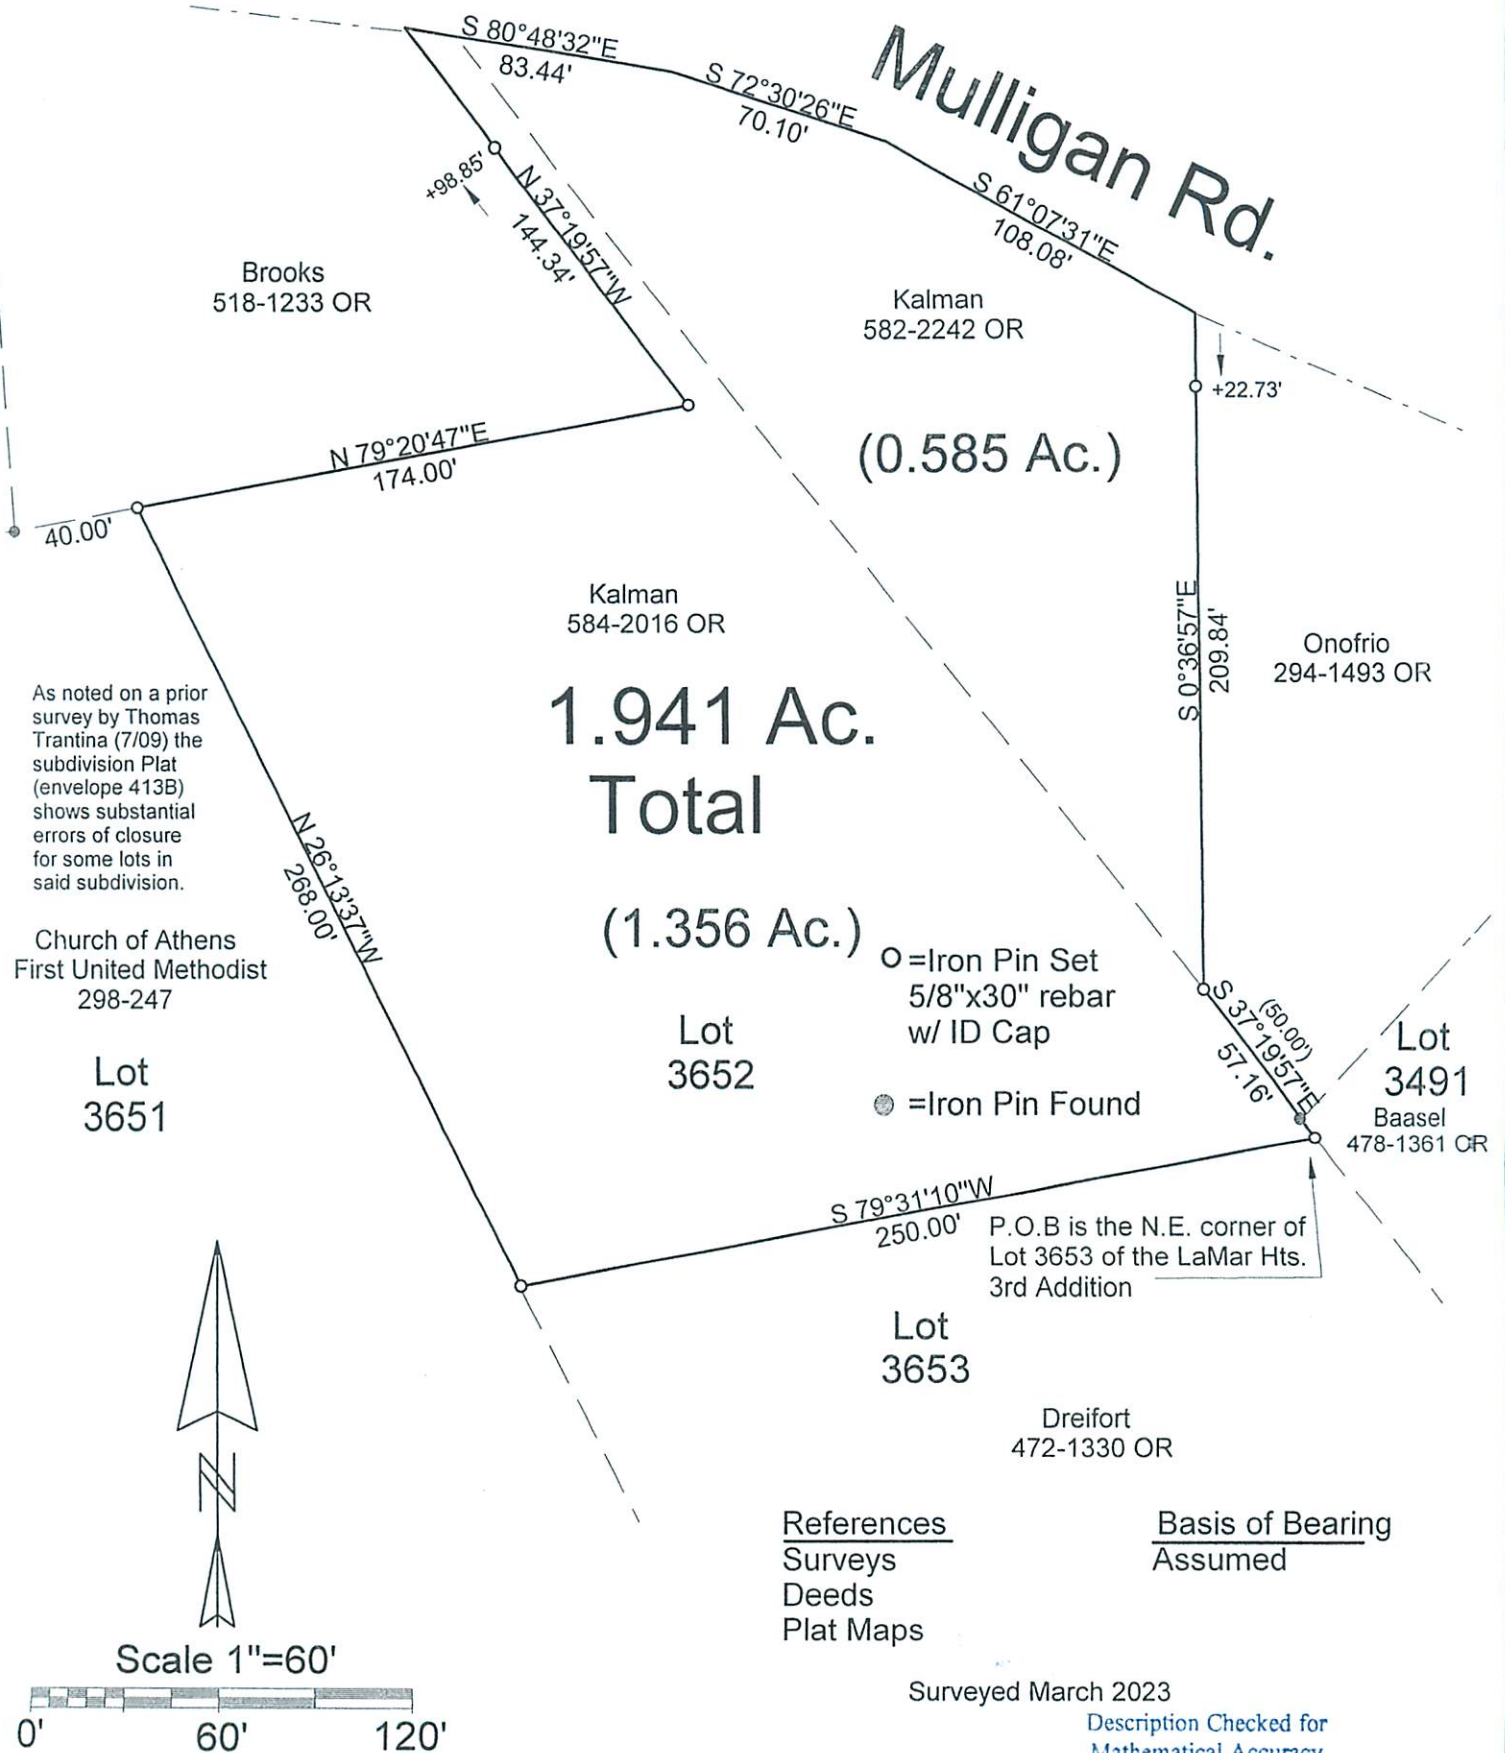 S 80°48'32"E
83.44'
S 72°30'26"E
70.10'
Mulligan Rd.
S 61°07'31"E
108.08'
+98.85'
N 37°19'57"W
144.34'
Brooks
518-1233 OR
Kalman
582-2242 OR
+22.73'
(0.585 Ac.)
N 79°20'47"E
174.00'
40.00'
Kalman
584-2016 OR
S 0°36'57"E
209.84'
Onofrio
294-1493 OR
As noted on a prior
survey by Thomas
Trantina (7/09) the
subdivision Plat
(envelope 413B)
shows substantial
errors of closure
for some lots in
said subdivision.
1.941 Ac.
Total
N 26°13'37"W
268.00'
(1.356 Ac.)
Church of Athens
First United Methodist
298-247
Lot
3651
Lot
3652
O =Iron Pin Set
5/8"x30" rebar
w/ ID Cap
=Iron Pin Found
S 37°19'57"E
(50.00')
57.16'
Lot
3491
Baasel
478-1361 OR
S 79°31'10"W
250.00'
P.O.B is the N.E. corner of
Lot 3653 of the LaMar Hts.
3rd Addition
Lot
3653
Dreifort
472-1330 OR
N
References
Surveys
Deeds
Plat Maps
Basis of Bearing
Assumed
Scale 1"=60'
0' 60' 120'
Surveyed March 2023
Description Checked for
Mathematical Accuracy